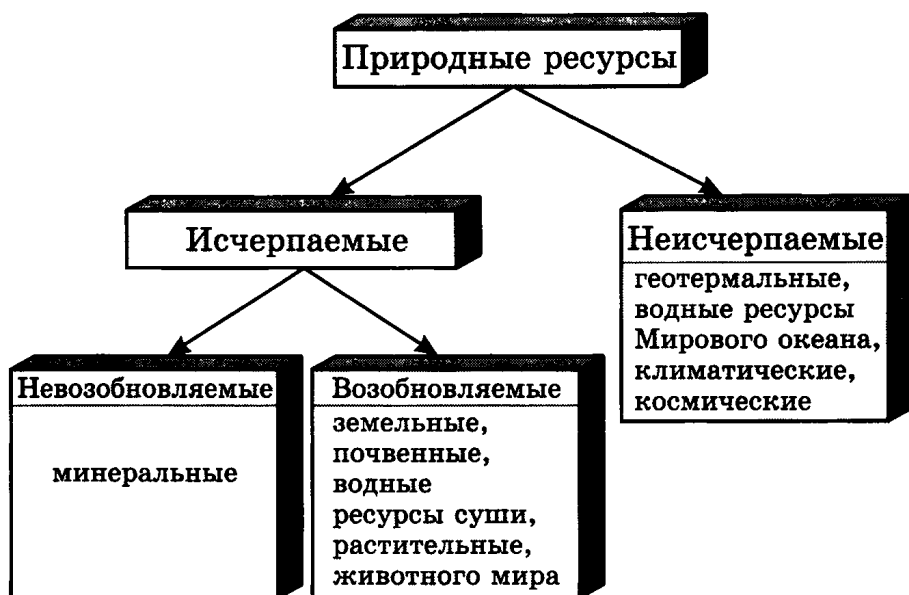 Природные ресурсы
Исчерпаемые
Неисчерпаемые
геотермальные,
водные ресурсы
Мирового океана,
климатические,
космические
Невозобновляемые
минеральные
Возобновляемые
земельные,
почвенные,
водные
ресурсы суши,
растительные,
животного мира